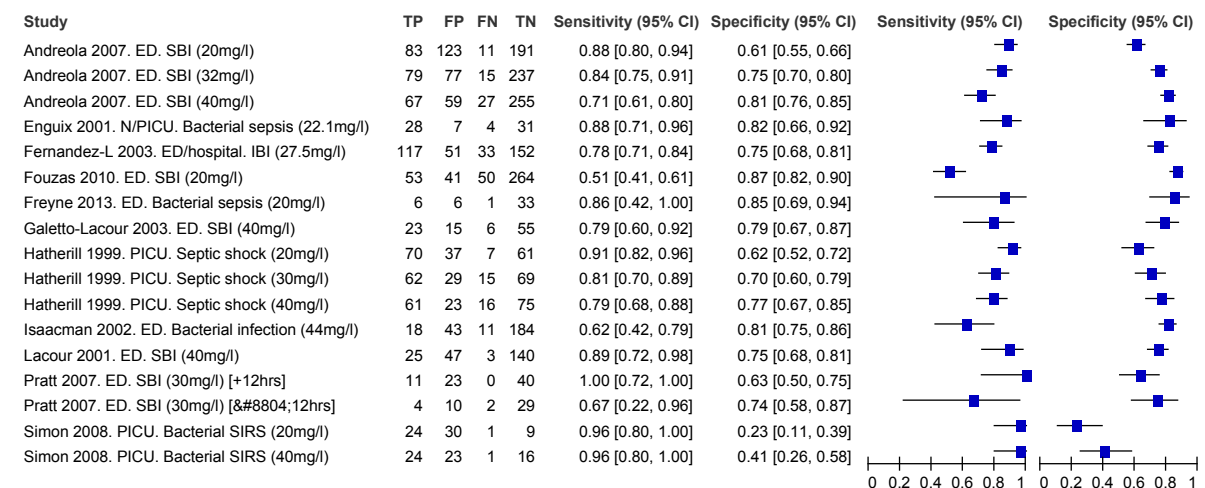 Study TP FP FN TN Sensitivity (95% CI) Specificity (95% CI) Sensitivity (95% CI) Specificity (95% CI)
Andreola 2007. ED. SBI (20mg/l) 83 123 11 191 0.88 [0.80, 0.94] 0.61 [0.55, 0.66]
Andreola 2007. ED. SBI (32mg/l) 79 77 15 237 0.84 [0.75, 0.91] 0.75 [0.70, 0.80]
Andreola 2007. ED. SBI (40mg/l) 67 59 27 255 0.71 [0.61, 0.80] 0.81 [0.76, 0.85]
Enguix 2001. N/PICU. Bacterial sepsis (22.1mg/l) 28 7 4 31 0.88 [0.71, 0.96] 0.82 [0.66, 0.92]
Fernandez-L 2003. ED/hospital. IBI (27.5mg/l) 117 51 33 152 0.78 [0.71, 0.84] 0.75 [0.68, 0.81]
Fouzas 2010. ED. SBI (20mg/l) 53 41 50 264 0.51 [0.41, 0.61] 0.87 [0.82, 0.90]
Freyne 2013. ED. Bacterial sepsis (20mg/l) 6 6 1 33 0.86 [0.42, 1.00] 0.85 [0.69, 0.94]
Galetto-Lacour 2003. ED. SBI (40mg/l) 23 15 6 55 0.79 [0.60, 0.92] 0.79 [0.67, 0.87]
Hatherill 1999. PICU. Septic shock (20mg/l) 70 37 7 61 0.91 [0.82, 0.96] 0.62 [0.52, 0.72]
Hatherill 1999. PICU. Septic shock (30mg/l) 62 29 15 69 0.81 [0.70, 0.89] 0.70 [0.60, 0.79]
Hatherill 1999. PICU. Septic shock (40mg/l) 61 23 16 75 0.79 [0.68, 0.88] 0.77 [0.67, 0.85]
Isaacman 2002. ED. Bacterial infection (44mg/l) 18 43 11 184 0.62 [0.42, 0.79] 0.81 [0.75, 0.86]
Lacour 2001. ED. SBI (40mg/l) 25 47 3 140 0.89 [0.72, 0.98] 0.75 [0.68, 0.81]
Pratt 2007. ED. SBI (30mg/l) [+12hrs] 11 23 0 40 1.00 [0.72, 1.00] 0.63 [0.50, 0.75]
Pratt 2007. ED. SBI (30mg/l) [&#8804;12hrs] 4 10 2 29 0.67 [0.22, 0.96] 0.74 [0.58, 0.87]
Simon 2008. PICU. Bacterial SIRS (20mg/l) 24 30 1 9 0.96 [0.80, 1.00] 0.23 [0.11, 0.39]
Simon 2008. PICU. Bacterial SIRS (40mg/l) 24 23 1 16 0.96 [0.80, 1.00] 0.41 [0.26, 0.58]
0 0.2 0.4 0.6 0.8 1 0 0.2 0.4 0.6 0.8 1